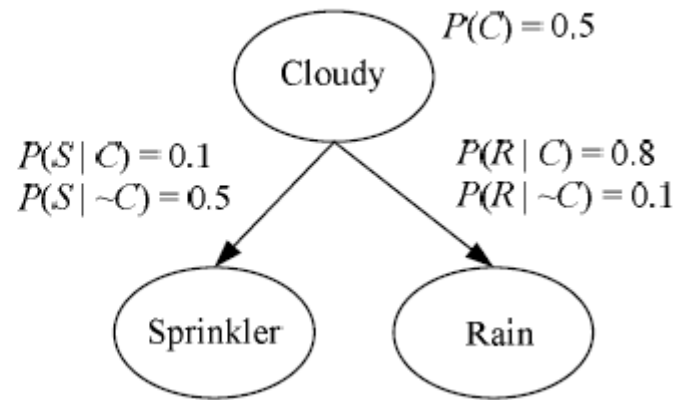 P(C) = 0.5
Cloudy
P(S | C) = 0.1
P(S | ~C) = 0.5
P(R | C) = 0.8
P(R | ~C) = 0.1
Sprinkler
Rain